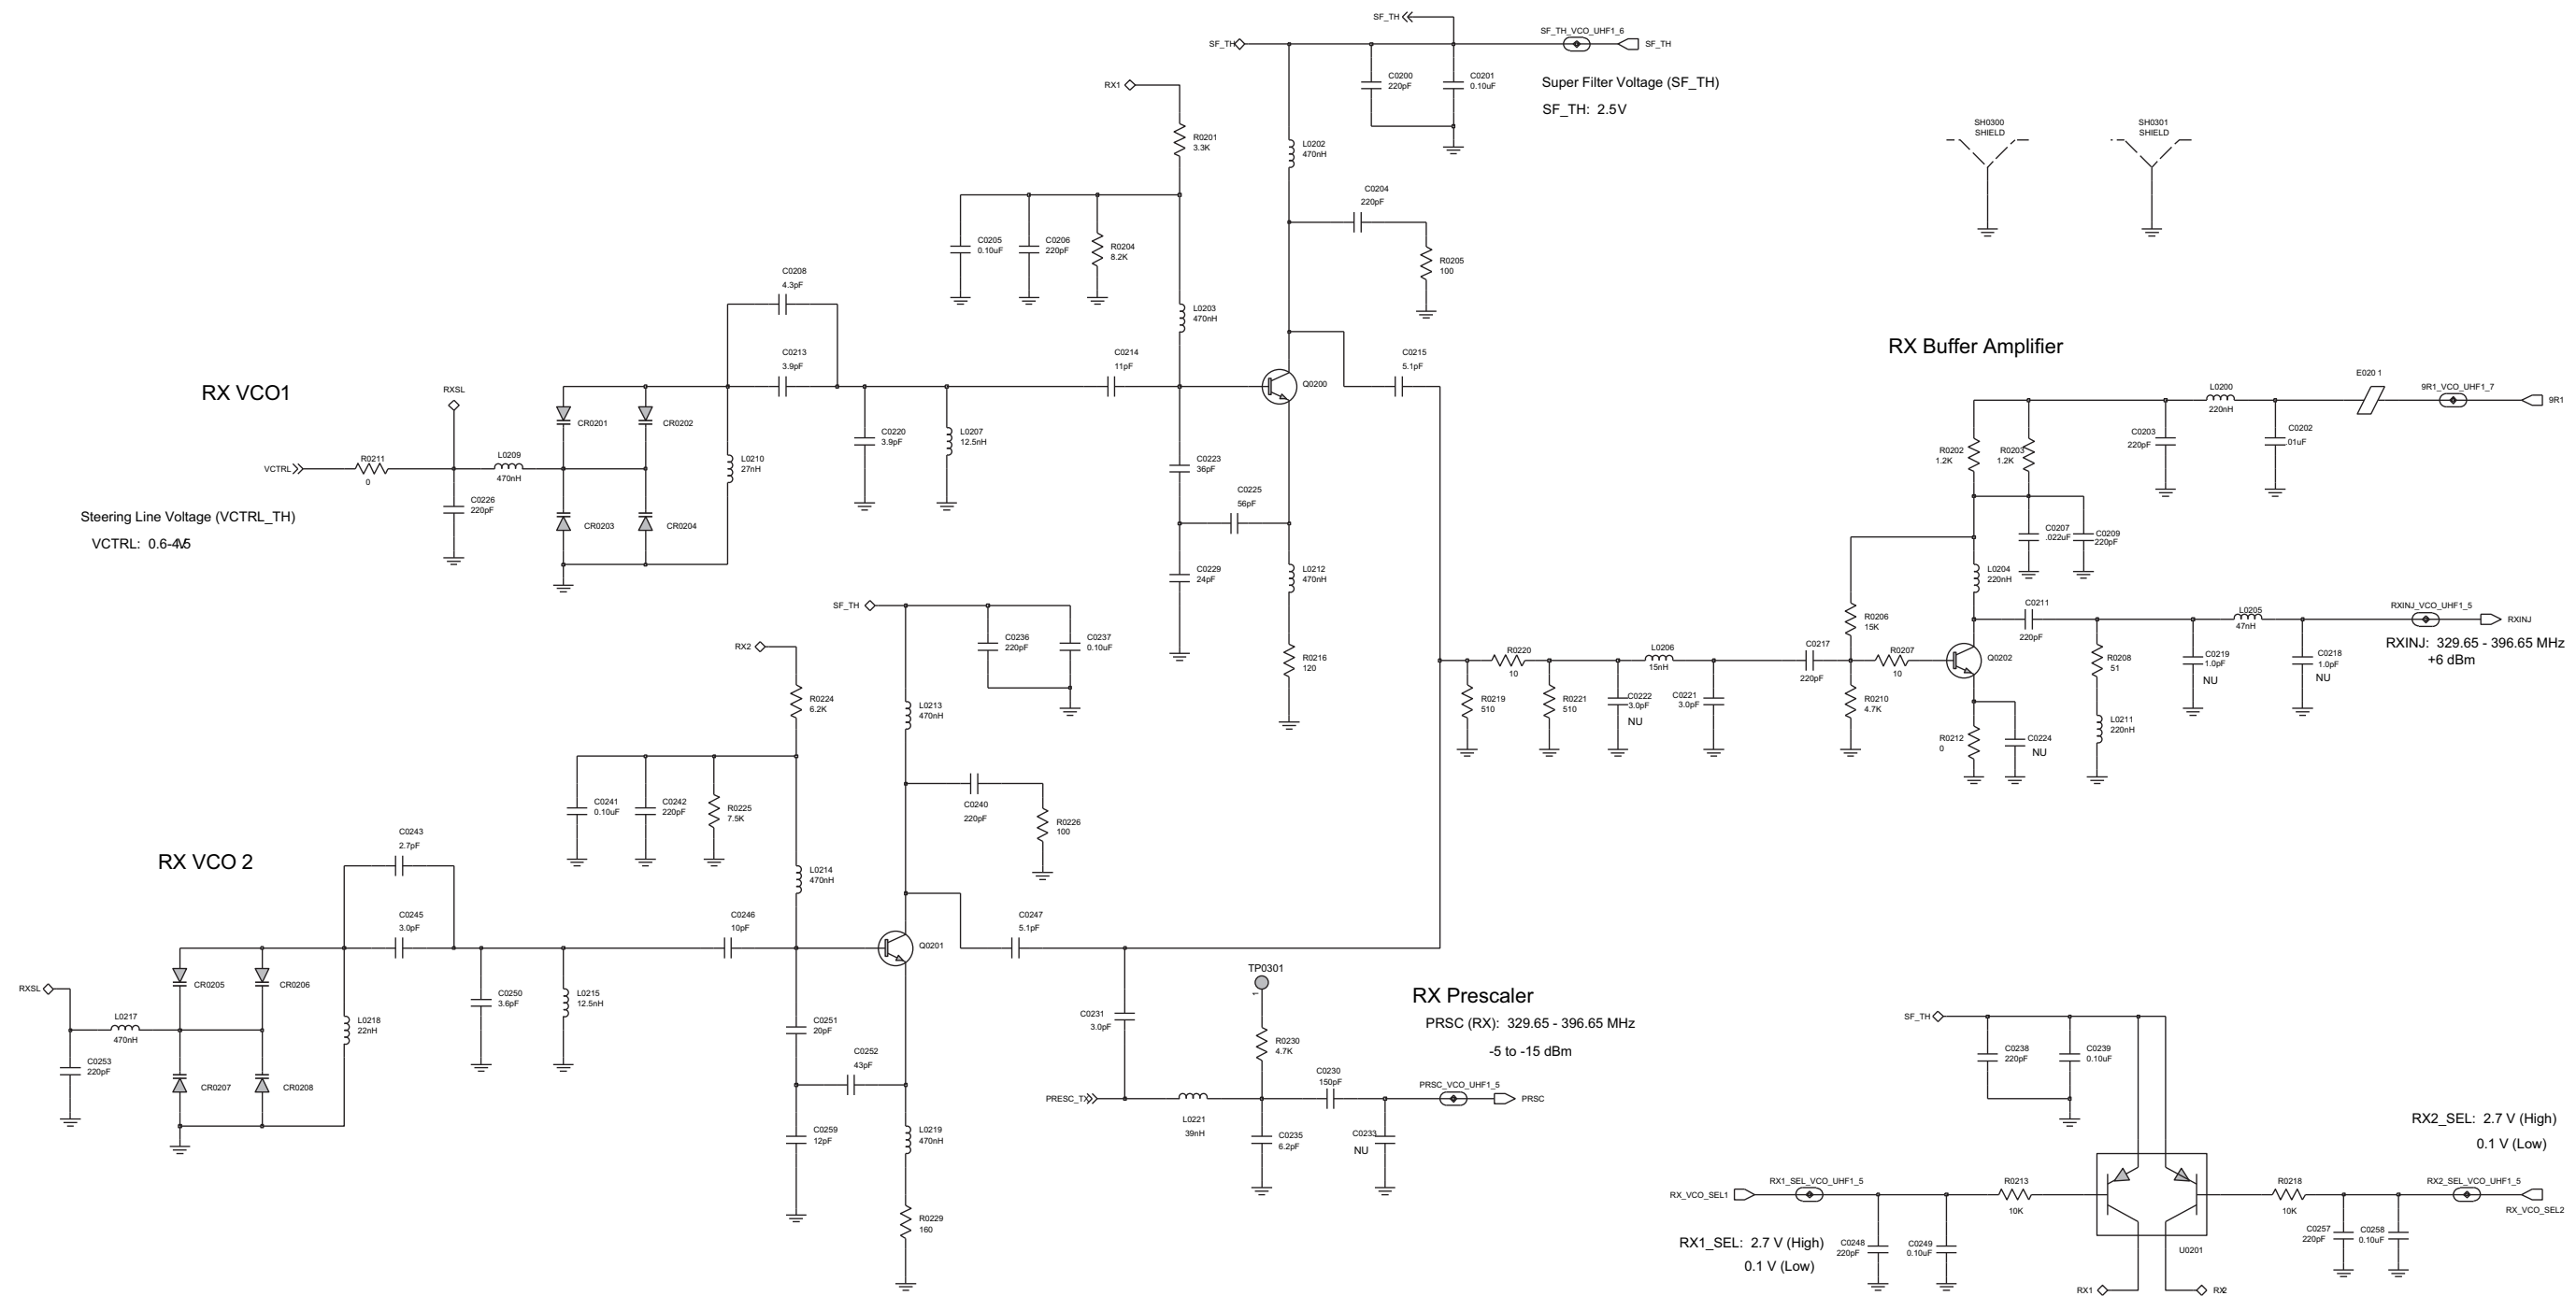 SF_TH
SF_TH
SF_TH_VCO_UHF1_6
SF_TH
C0200
220pF
C0201
0.10uF
Super Filter Voltage (SF_TH)
SF_TH: 2.5V
RX1
R0201
3.3K
L0202
470nH
SH0300
SHIELD
SH0301
SHIELD
C0204
220pF
C0205
0.10uF
C0206
220pF
R0204
8.2K
R0205
100
C0208
4.3pF
L0203
470nH
RX VCO1
RXSL
C0213
3.9pF
C0214
11pF
Q0200
C0215
5.1pF
CR0201
CR0202
C0220
3.9pF
L0207
12.5nH
VCTRL
R0211
0
L0209
470nH
L0210
27nH
C0223
36pF
C0226
220pF
C0225
56pF
CR0203
CR0204
Steering Line Voltage (VCTRL_TH)
VCTRL: 0.6-4.5V
C0229
24pF
L0212
470nH
R0216
120
RX Buffer Amplifier
E0201
L0200
220nH
9R1_VCO_UHF1_7
9R1
C0203
220pF
C0202
.01uF
R0202
1.2K
R0203
1.2K
C0207
.022uF
C0209
220pF
L0204
220nH
C0211
220pF
L0205
47nH
RXINJ_VCO_UHF1_5
RXINJ
RXINJ: 329.65 - 396.65 MHz
+6 dBm
R0206
15K
C0217
220pF
R0207
10
Q0202
R0208
51
C0219
1.0pF
NU
C0218
1.0pF
NU
R0220
10
L0206
15nH
R0219
510
R0221
510
C0222
3.0pF
NU
C0221
3.0pF
R0210
4.7K
R0212
0
C0224
NU
L0211
220nH
SF_TH
C0236
220pF
C0237
0.10uF
RX2
R0224
6.2K
L0213
470nH
C0241
0.10uF
C0242
220pF
R0225
7.5K
C0240
220pF
R0226
100
RX VCO 2
C0243
2.7pF
L0214
470nH
C0245
3.0pF
C0246
10pF
Q0201
C0247
5.1pF
RXSL
CR0205
CR0206
C0250
3.6pF
L0215
12.5nH
L0217
470nH
L0218
22nH
C0251
20pF
C0253
220pF
C0252
43pF
CR0207
CR0208
C0259
12pF
L0219
470nH
R0229
160
TP0301
1
C0231
3.0pF
R0230
4.7K
RX Prescaler
PRSC (RX): 329.65 - 396.65 MHz
-5 to -15 dBm
PRESC_TX
L0221
39nH
C0230
150pF
PRSC_VCO_UHF1_5
PRSC
C0235
6.2pF
C0233
NU
SF_TH
C0238
220pF
C0239
0.10uF
RX2_SEL: 2.7 V (High)
0.1 V (Low)
RX_VCO_SEL1
RX1_SEL_VCO_UHF1_5
R0213
10K
R0218
10K
RX2_SEL_VCO_UHF1_5
RX_VCO_SEL2
RX1_SEL: 2.7 V (High)
0.1 V (Low)
C0248
220pF
C0249
0.10uF
U0201
C0257
220pF
C0258
0.10uF
RX1
RX2